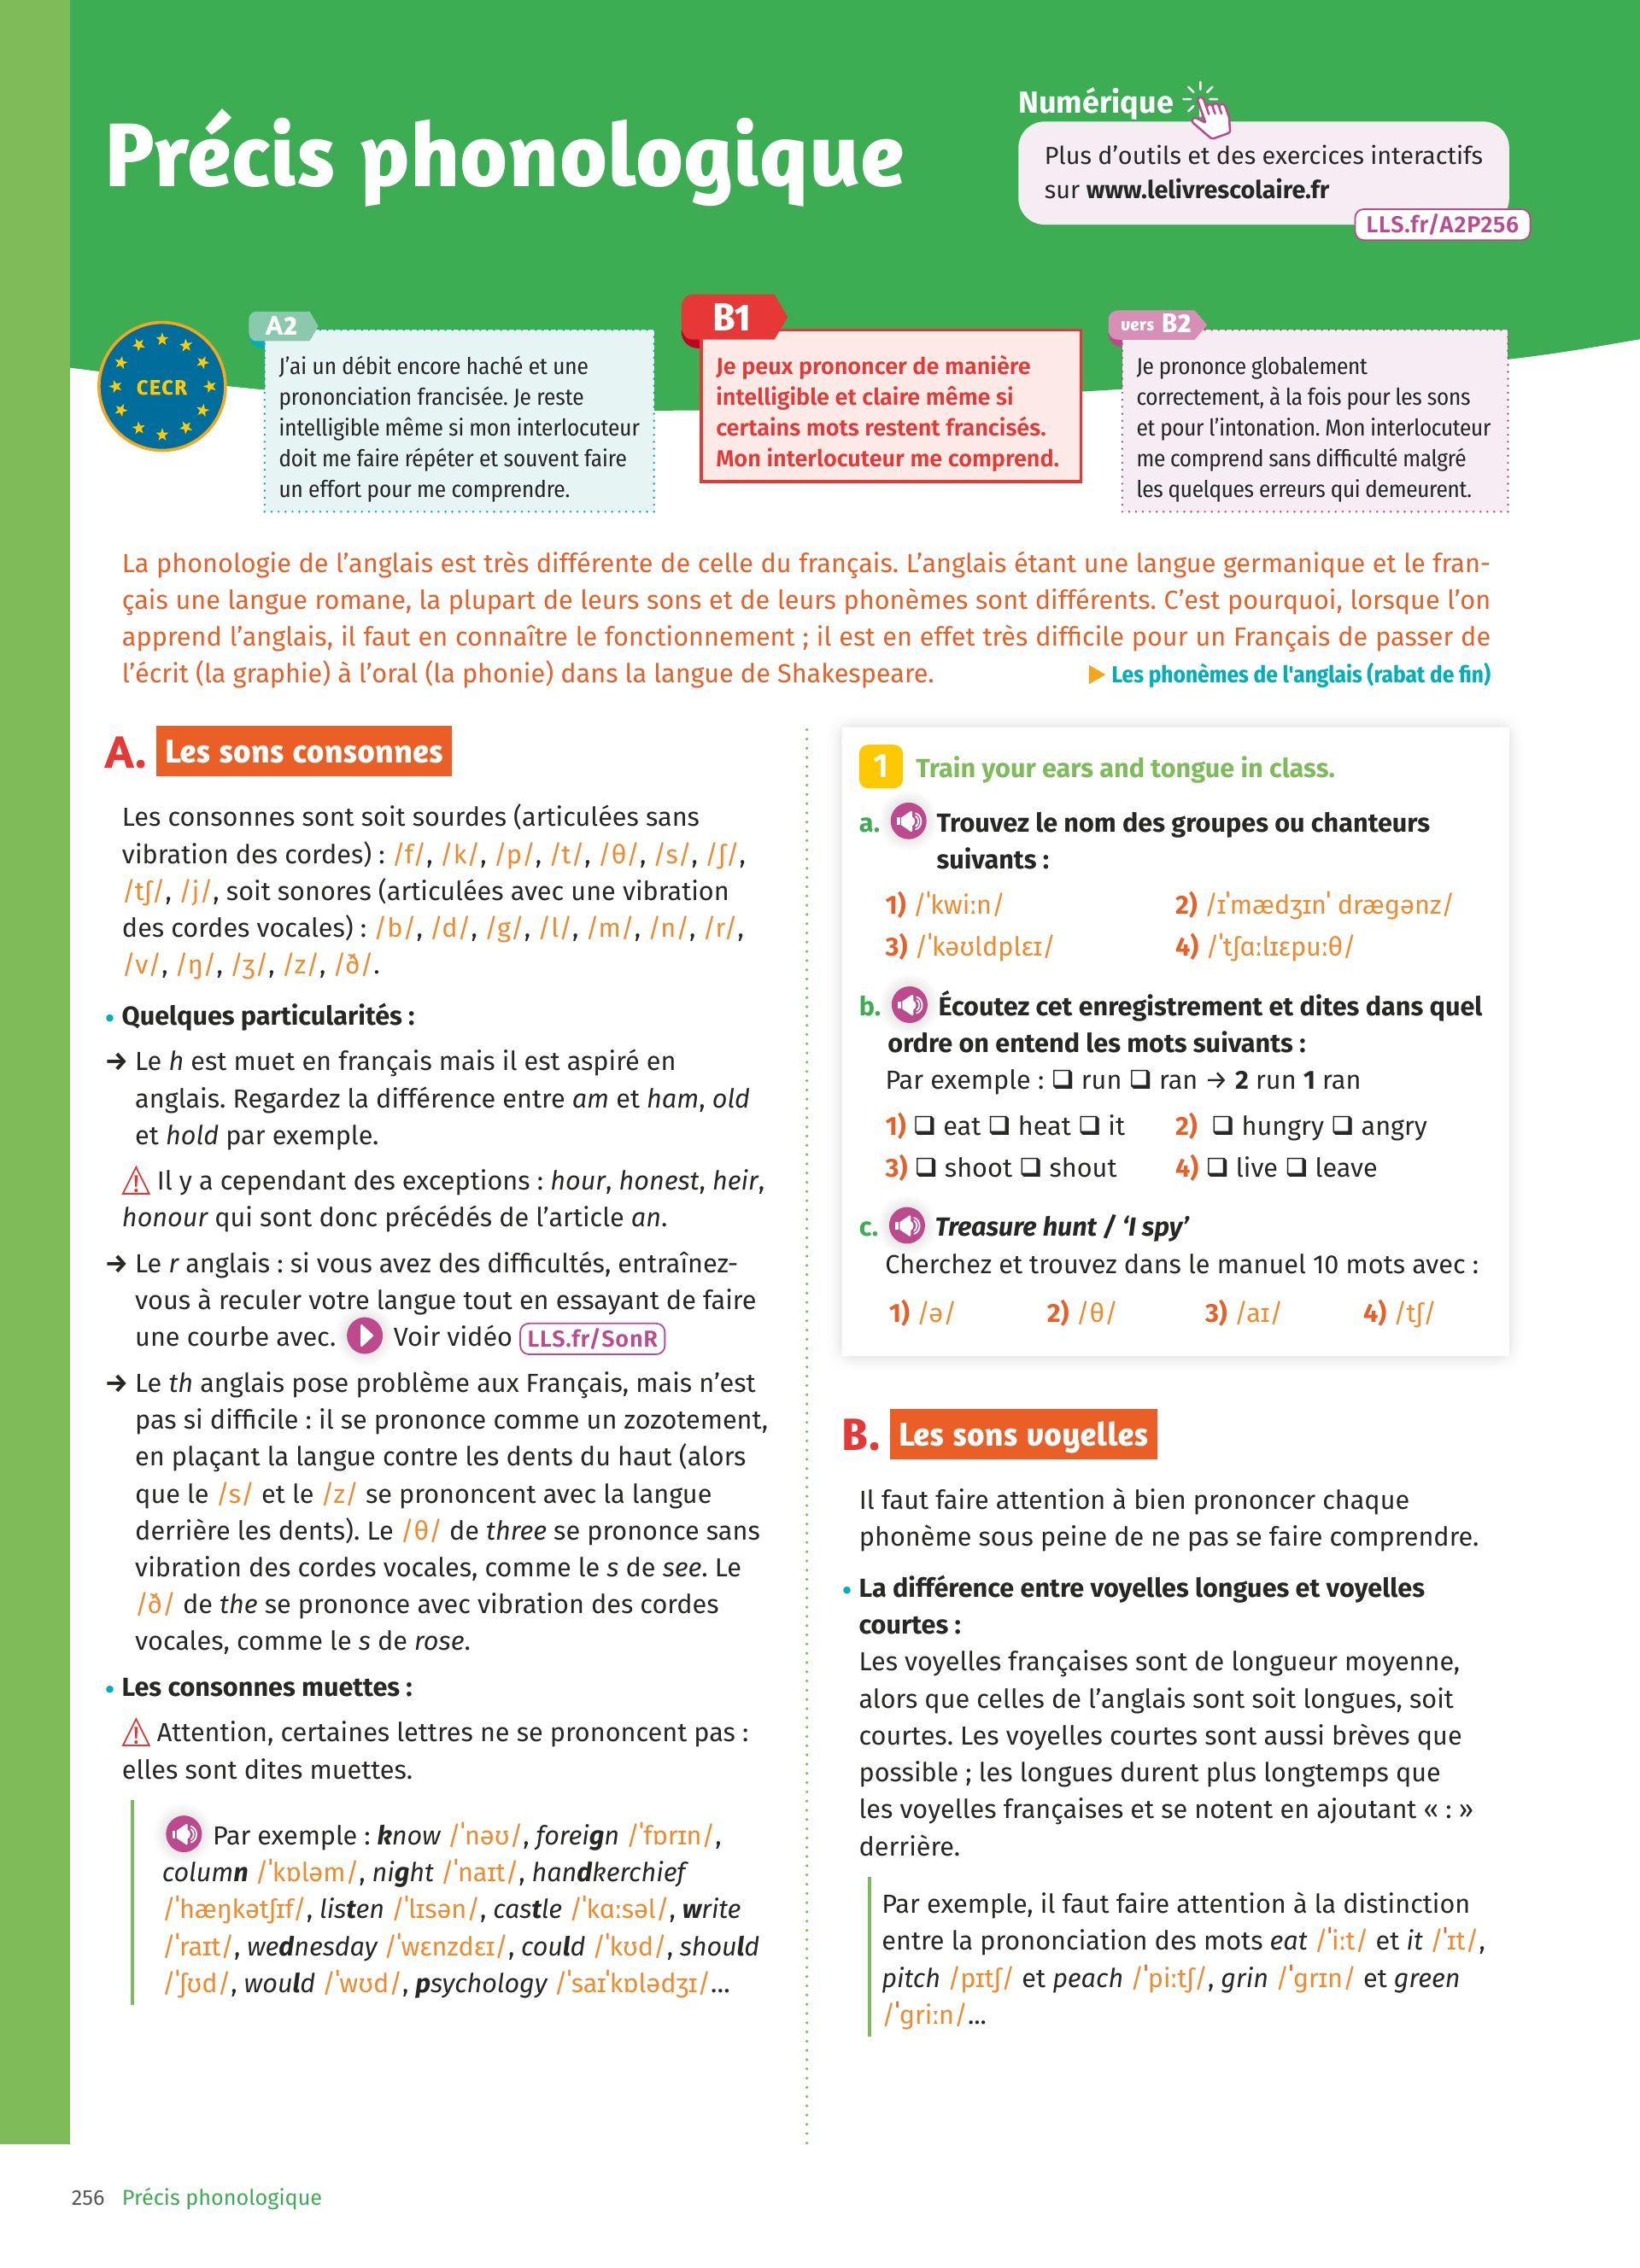 Précis phonologique
Numérique
Plus d’outils et des exercices interactifs
sur www.lelivrescolaire.fr
LLS.fr/A2P256
CECR
A2
J’ai un débit encore haché et une
prononciation francisée. Je reste
intelligible même si mon interlocuteur
doit me faire répéter et souvent faire
un effort pour me comprendre.
B1
Je peux prononcer de manière
intelligible et claire même si
certains mots restent francisés.
Mon interlocuteur me comprend.
vers B2
Je prononce globalement
correctement, à la fois pour les sons
et pour l’intonation. Mon interlocuteur
me comprend sans difficulté malgré
les quelques erreurs qui demeurent.
La phonologie de l’anglais est très différente de celle du français. L’anglais étant une langue germanique et le fran-
çais une langue romane, la plupart de leurs sons et de leurs phonèmes sont différents. C’est pourquoi, lorsque l’on
apprend l’anglais, il faut en connaître le fonctionnement ; il est en effet très difficile pour un Français de passer de
l’écrit (la graphie) à l’oral (la phonie) dans la langue de Shakespeare.
▶ Les phonèmes de l'anglais (rabat de fin)
A. Les sons consonnes
Les consonnes sont soit sourdes (articulées sans
vibration des cordes) : /f/, /k/, /p/, /t/, /θ/, /s/, /ʃ/,
/tʃ/, /j/, soit sonores (articulées avec une vibration
des cordes vocales) : /b/, /d/, /g/, /l/, /m/, /n/, /r/,
/v/, /ŋ/, /ʒ/, /z/, /ð/.
• Quelques particularités :
→ Le h est muet en français mais il est aspiré en
anglais. Regardez la différence entre am et ham, old
et hold par exemple.
⚠ Il y a cependant des exceptions : hour, honest, heir,
honour qui sont donc précédés de l’article an.
→ Le r anglais : si vous avez des difficultés, entraînez-
vous à reculer votre langue tout en essayant de faire
une courbe avec. Voir vidéo LLS.fr/SonR
→ Le th anglais pose problème aux Français, mais n’est
pas si difficile : il se prononce comme un zozotement,
en plaçant la langue contre les dents du haut (alors
que le /s/ et le /z/ se prononcent avec la langue
derrière les dents). Le /θ/ de three se prononce sans
vibration des cordes vocales, comme le s de see. Le
/ð/ de the se prononce avec vibration des cordes
vocales, comme le s de rose.
• Les consonnes muettes :
⚠ Attention, certaines lettres ne se prononcent pas :
elles sont dites muettes.
Par exemple : know /ˈnəʊ/, foreign /ˈfɒrɪn/,
column /ˈkɒləm/, night /ˈnaɪt/, handkerchief
/ˈhæŋkətʃɪf/, listen /ˈlɪsən/, castle /ˈkɑːsəl/, write
/ˈraɪt/, wednesday /ˈwɛnzdɛɪ/, could /ˈkʊd/, should
/ˈʃʊd/, would /ˈwʊd/, psychology /ˈsaɪˈkɒlədʒɪ/...
1 Train your ears and tongue in class.
a. Trouvez le nom des groupes ou chanteurs
suivants :
1) /ˈkwiːn/ 2) /ɪˈmædʒɪnˈ drægənz/
3) /ˈkəʊldplɛɪ/ 4) /ˈtʃɑːlɪɛpuːθ/
b. Écoutez cet enregistrement et dites dans quel
ordre on entend les mots suivants :
Par exemple : ❑ run ❑ ran → 2 run 1 ran
1) ❑ eat ❑ heat ❑ it 2) ❑ hungry ❑ angry
3) ❑ shoot ❑ shout 4) ❑ live ❑ leave
c. Treasure hunt / ‘I spy’
Cherchez et trouvez dans le manuel 10 mots avec :
1) /ə/ 2) /θ/ 3) /aɪ/ 4) /tʃ/
B. Les sons voyelles
Il faut faire attention à bien prononcer chaque
phonème sous peine de ne pas se faire comprendre.
• La différence entre voyelles longues et voyelles
courtes :
Les voyelles françaises sont de longueur moyenne,
alors que celles de l’anglais sont soit longues, soit
courtes. Les voyelles courtes sont aussi brèves que
possible ; les longues durent plus longtemps que
les voyelles françaises et se notent en ajoutant « : »
derrière.
Par exemple, il faut faire attention à la distinction
entre la prononciation des mots eat /ˈiːt/ et it /ˈɪt/,
pitch /pɪtʃ/ et peach /ˈpiːtʃ/, grin /ˈgrɪn/ et green
/ˈgriːn/...
256 Précis phonologique